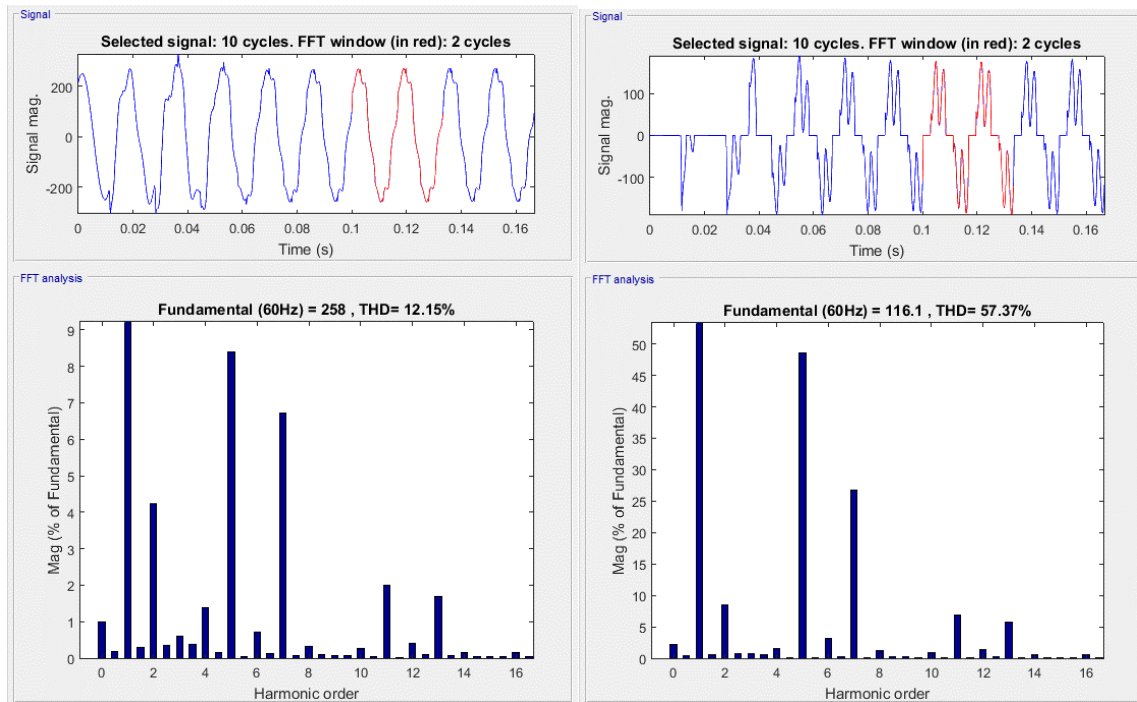 Signal
Selected signal: 10 cycles. FFT window (in red): 2 cycles
200
0
-200
Signal mag.
0 0.02 0.04 0.06 0.08 0.1 0.12 0.14 0.16
Time (s)
FFT analysis
Fundamental (60Hz) = 258 , THD= 12.15%
9
8
7
6
5
4
3
2
1
0
Mag (% of Fundamental)
0 2 4 6 8 10 12 14 16
Harmonic order
Signal
Selected signal: 10 cycles. FFT window (in red): 2 cycles
100
0
-100
Signal mag.
0 0.02 0.04 0.06 0.08 0.1 0.12 0.14 0.16
Time (s)
FFT analysis
Fundamental (60Hz) = 116.1 , THD= 57.37%
50
45
40
35
30
25
20
15
10
5
0
Mag (% of Fundamental)
0 2 4 6 8 10 12 14 16
Harmonic order